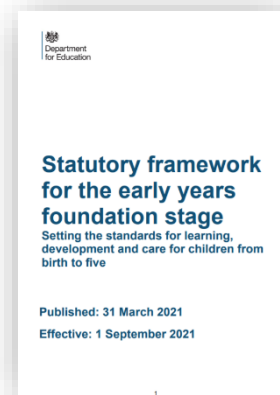 Department
for Education
Statutory framework
for the early years
foundation stage
Setting the standards for learning,
development and care for children from
birth to five
Published: 31 March 2021
Effective: 1 September 2021
1